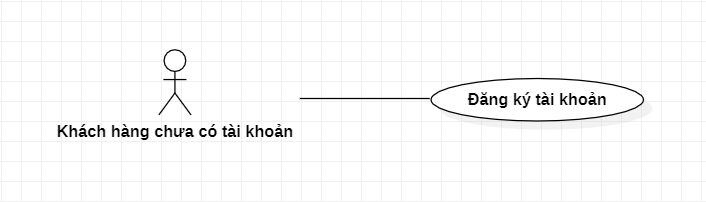 Đăng ký tài khoản
Khách hàng chưa có tài khoản